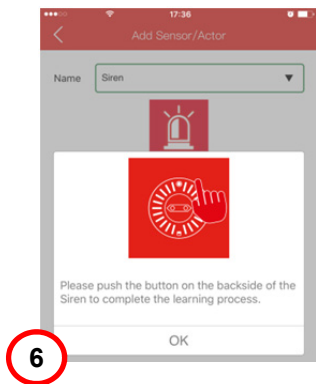 17:36
Add Sensor/Actor
Name Siren
Please push the button on the backside of the
Siren to complete the learning process.
OK
6